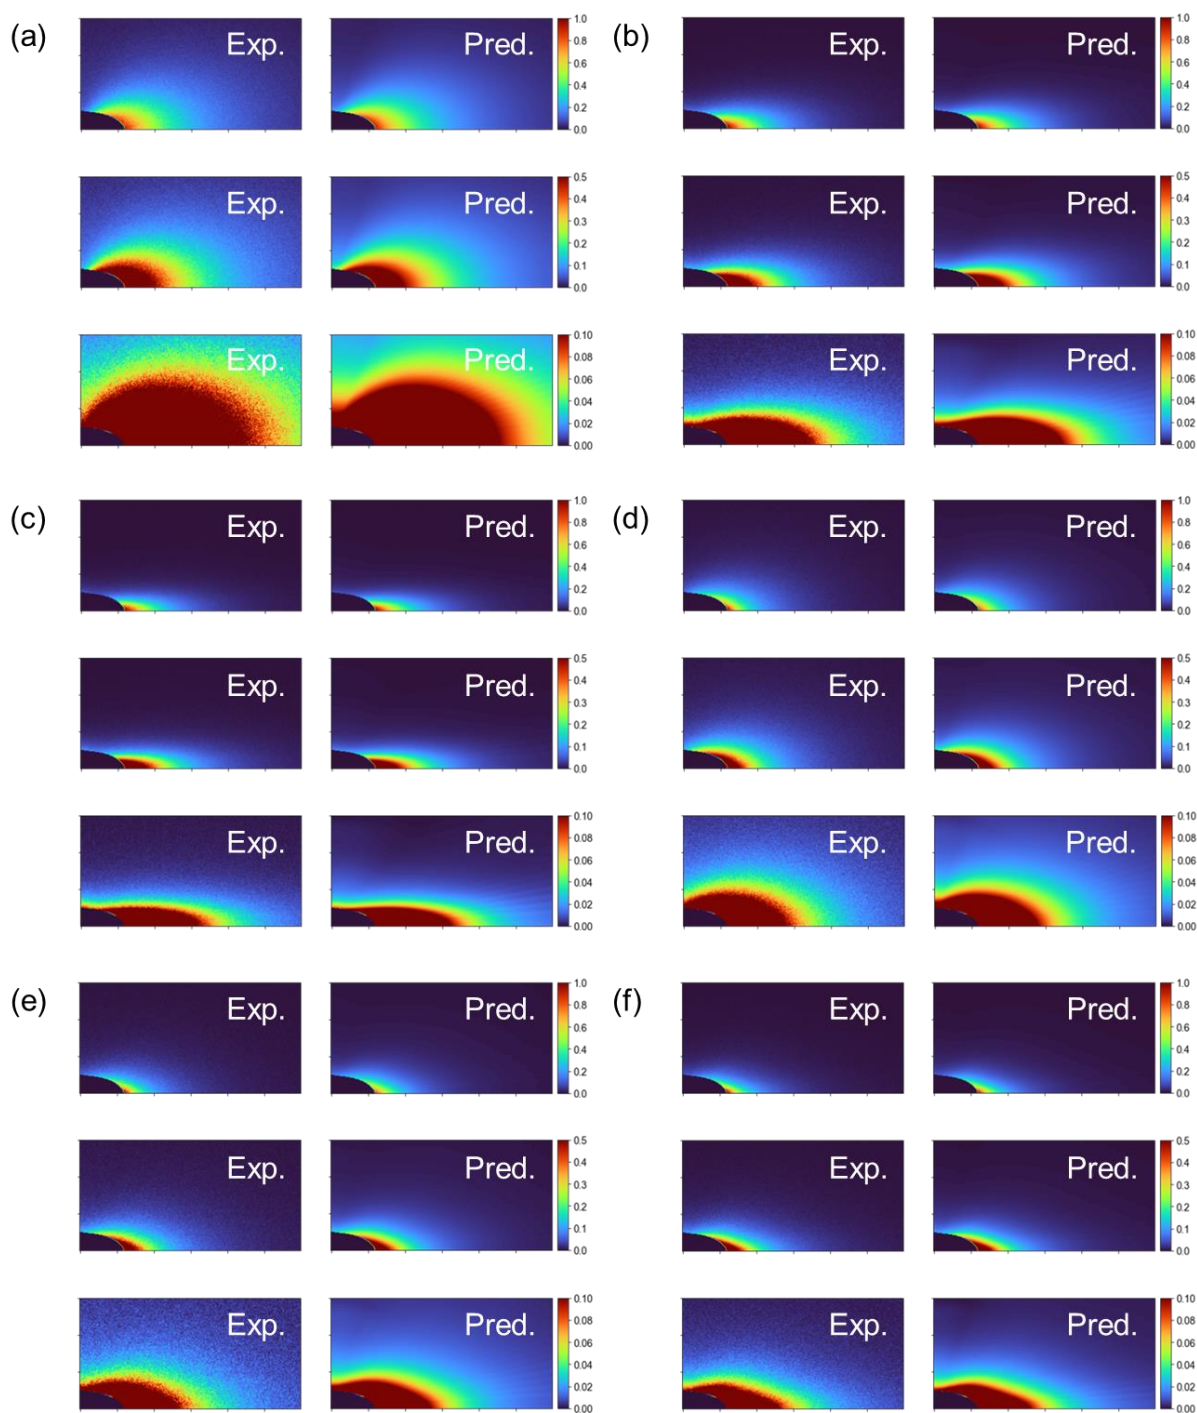 (a) Exp. Pred. 1.0 0.8 0.6 0.4 0.2 0.0
Exp. Pred. 0.5 0.4 0.3 0.2 0.1 0.0
Exp. Pred. 0.10 0.08 0.06 0.04 0.02 0.00
(b) Exp. Pred. 1.0 0.8 0.6 0.4 0.2 0.0
Exp. Pred. 0.5 0.4 0.3 0.2 0.1 0.0
Exp. Pred. 0.10 0.08 0.06 0.04 0.02 0.00
(c) Exp. Pred. 1.0 0.8 0.6 0.4 0.2 0.0
Exp. Pred. 0.5 0.4 0.3 0.2 0.1 0.0
Exp. Pred. 0.10 0.08 0.06 0.04 0.02 0.00
(d) Exp. Pred. 1.0 0.8 0.6 0.4 0.2 0.0
Exp. Pred. 0.5 0.4 0.3 0.2 0.1 0.0
Exp. Pred. 0.10 0.08 0.06 0.04 0.02 0.00
(e) Exp. Pred. 1.0 0.8 0.6 0.4 0.2 0.0
Exp. Pred. 0.5 0.4 0.3 0.2 0.1 0.0
Exp. Pred. 0.10 0.08 0.06 0.04 0.02 0.00
(f) Exp. Pred. 1.0 0.8 0.6 0.4 0.2 0.0
Exp. Pred. 0.5 0.4 0.3 0.2 0.1 0.0
Exp. Pred. 0.10 0.08 0.06 0.04 0.02 0.00